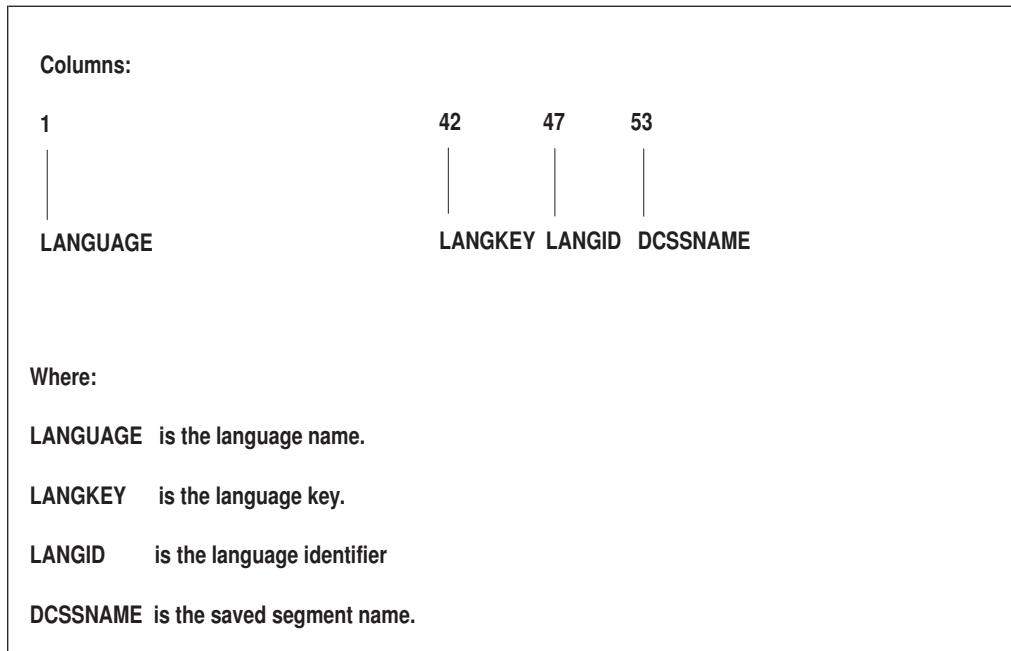 Columns:
1 42 47 53
LANGUAGE LANGKEY LANGID DCSSNAME
Where:
LANGUAGE is the language name.
LANGKEY is the language key.
LANGID is the language identifier
DCSSNAME is the saved segment name.